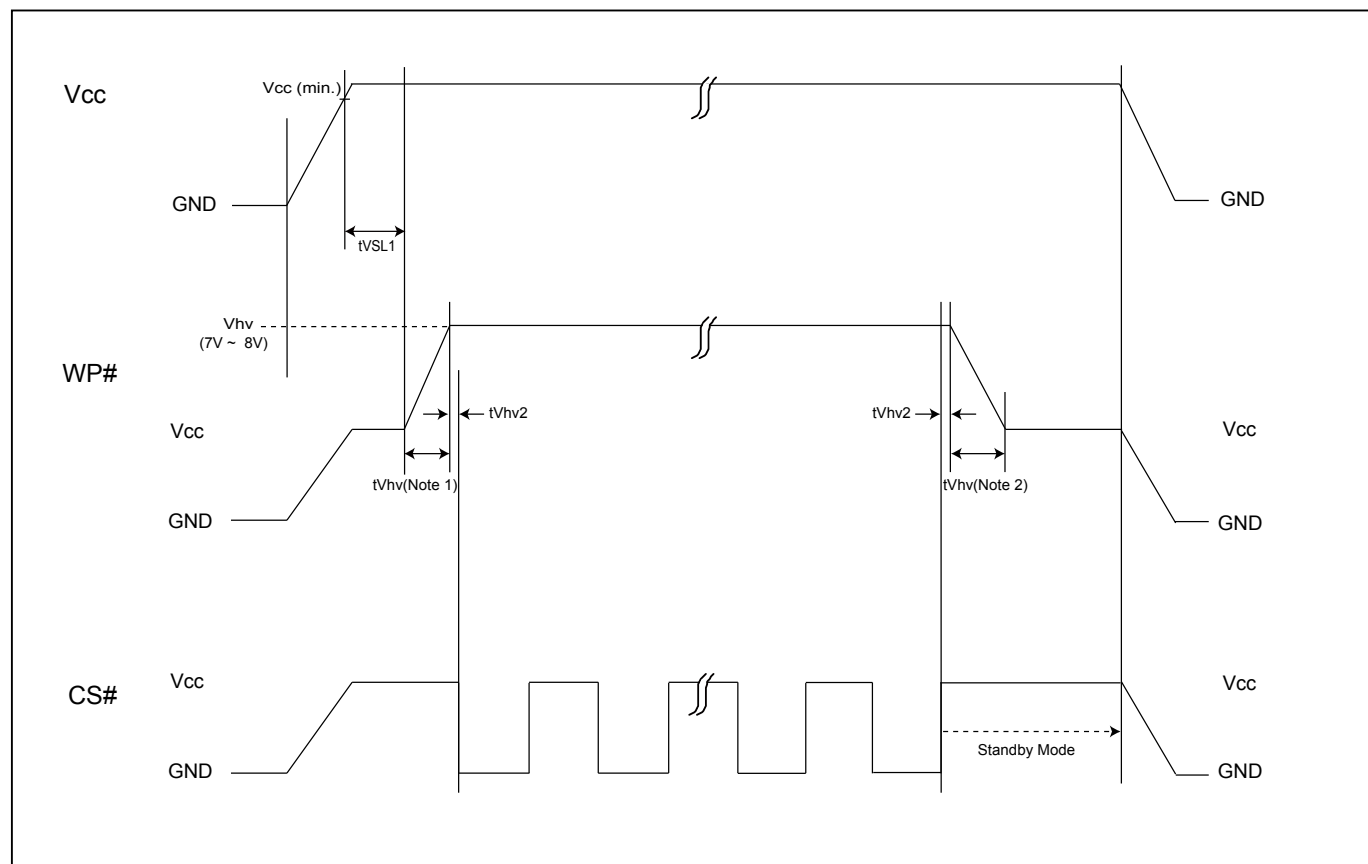 Vcc
Vcc (min.)
GND
GND
tVSL1
Vhv
(7V ~ 8V)
WP#
tVhv2
tVhv2
Vcc
Vcc
tVhv(Note 1)
tVhv(Note 2)
GND
GND
CS#
Vcc
Vcc
Standby Mode
GND
GND